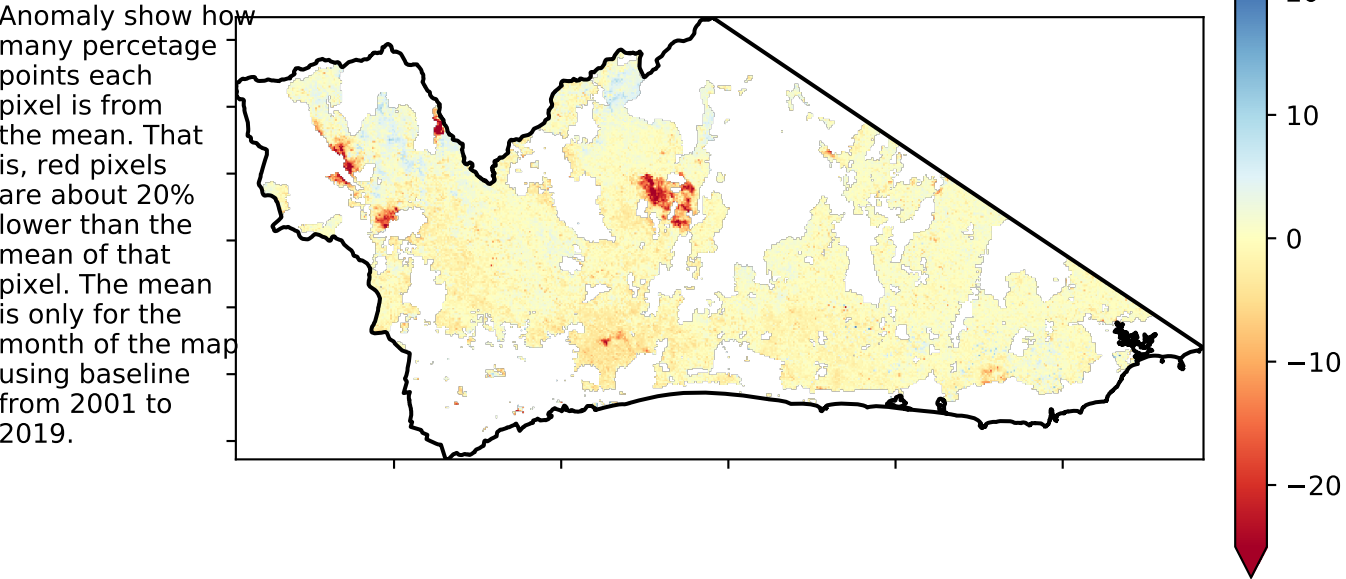 Anomaly show how
many percetage
points each
pixel is from
the mean. That
is, red pixels
are about 20%
lower than the
mean of that
pixel. The mean
is only for the
month of the map
using baseline
from 2001 to
2019.
10
0
−10
−20